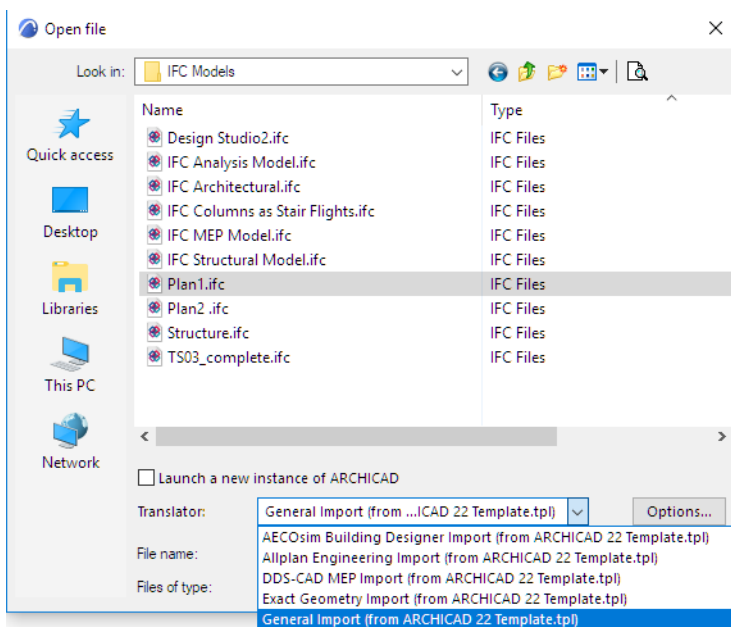 Open file
Look in: IFC Models
Name Type
Design Studio2.ifc IFC Files
IFC Analysis Model.ifc IFC Files
IFC Architectural.ifc IFC Files
IFC Columns as Stair Flights.ifc IFC Files
IFC MEP Model.ifc IFC Files
IFC Structural Model.ifc IFC Files
Plan1.ifc IFC Files
Plan2 .ifc IFC Files
Structure.ifc IFC Files
TS03_complete.ifc IFC Files
Quick access
Desktop
Libraries
This PC
Network
Launch a new instance of ARCHICAD
Translator: General Import (from ...ICAD 22 Template.tpl) Options...
AECOsim Building Designer Import (from ARCHICAD 22 Template.tpl)
File name:
Allplan Engineering Import (from ARCHICAD 22 Template.tpl)
DDS-CAD MEP Import (from ARCHICAD 22 Template.tpl)
Files of type:
Exact Geometry Import (from ARCHICAD 22 Template.tpl)
General Import (from ARCHICAD 22 Template.tpl)